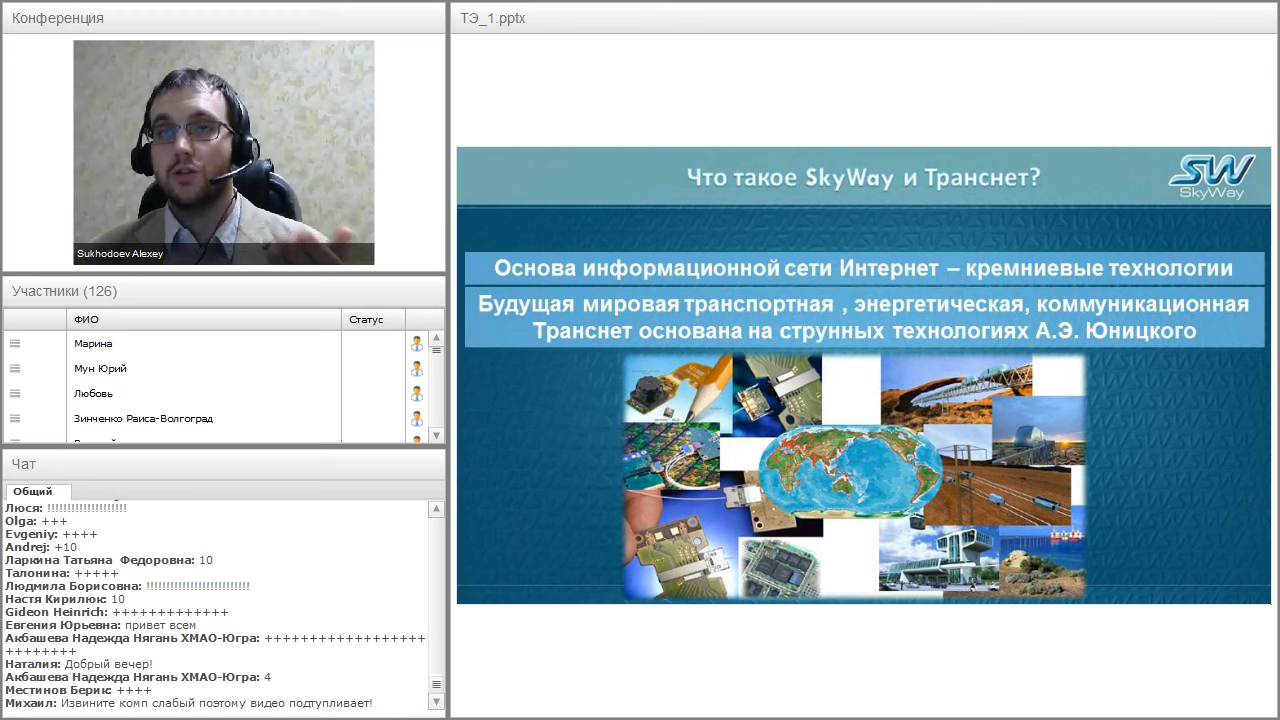 Конференция
Sukhodoev Alexey
Участники (126)
ФИО
Статус
Марина
Мун Юрий
Любовь
Зинченко Раиса-Волгоград
Чат
Общий
Люся: !!!!!!!!!!!!!!!!!!!!
Olga: +++
Evgeniy: ++++
Andrej: +10
Ларкина Татьяна Федоровна: 10
Талонина: +++++
Людмила Борисовна: !!!!!!!!!!!!!!!!!!!!!!!!!!
Настя Кирилюк: 10
Gideon Heinrich: +++++++++++++
Евгения Юрьевна: привет всем
Акбашева Надежда Нягань ХМАО-Югра: ++++++++++++++++++
++++++++
Наталия: Добрый вечер!
Акбашева Надежда Нягань ХМАО-Югра: 4
Местинов Берик: ++++
Михаил: Извините комп слабый поэтому видео подтупливает!
ТЭ_1.pptx
Что такое SkyWay и Транснет?
SW
SkyWay
Основа информационной сети Интернет – кремниевые технологии
Будущая мировая транспортная , энергетическая, коммуникационная
Транснет основана на струнных технологиях А.Э. Юницкого